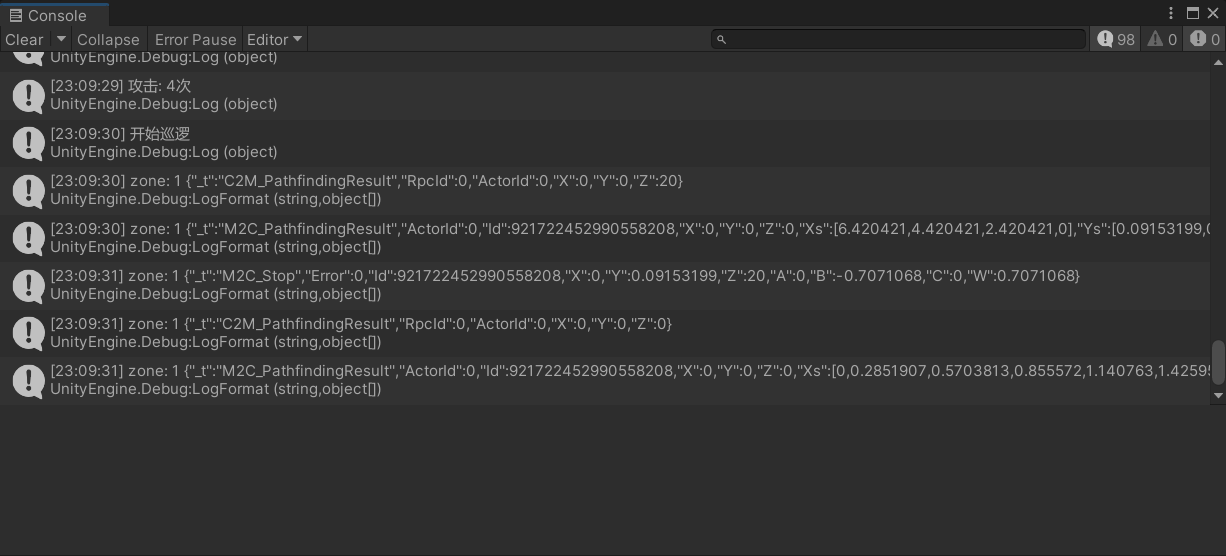 Console
Clear Collapse Error Pause Editor 98 0 0
UnityEngine.Debug:Log (object)
[23:09:29] 攻击: 4次
UnityEngine.Debug:Log (object)
[23:09:30] 开始巡逻
UnityEngine.Debug:Log (object)
[23:09:30] zone: 1 {"_t":"C2M_PathfindingResult","RpcId":0,"ActorId":0,"X":0,"Y":0,"Z":20}
UnityEngine.Debug:LogFormat (string,object[])
[23:09:30] zone: 1 {"_t":"M2C_PathfindingResult","ActorId":0,"Id":921722452990558208,"X":0,"Y":0,"Z":0,"Xs":[6.420421,4.420421,2.420421,0],"Ys":[0.09153199,0
UnityEngine.Debug:LogFormat (string,object[])
[23:09:31] zone: 1 {"_t":"M2C_Stop","Error":0,"Id":921722452990558208,"X":0,"Y":0.09153199,"Z":20,"A":0,"B":-0.7071068,"C":0,"W":0.7071068}
UnityEngine.Debug:LogFormat (string,object[])
[23:09:31] zone: 1 {"_t":"C2M_PathfindingResult","RpcId":0,"ActorId":0,"X":0,"Y":0,"Z":0}
UnityEngine.Debug:LogFormat (string,object[])
[23:09:31] zone: 1 {"_t":"M2C_PathfindingResult","ActorId":0,"Id":921722452990558208,"X":0,"Y":0,"Z":0,"Xs":[0,0.2851907,0.5703813,0.855572,1.140763,1.42595
UnityEngine.Debug:LogFormat (string,object[])